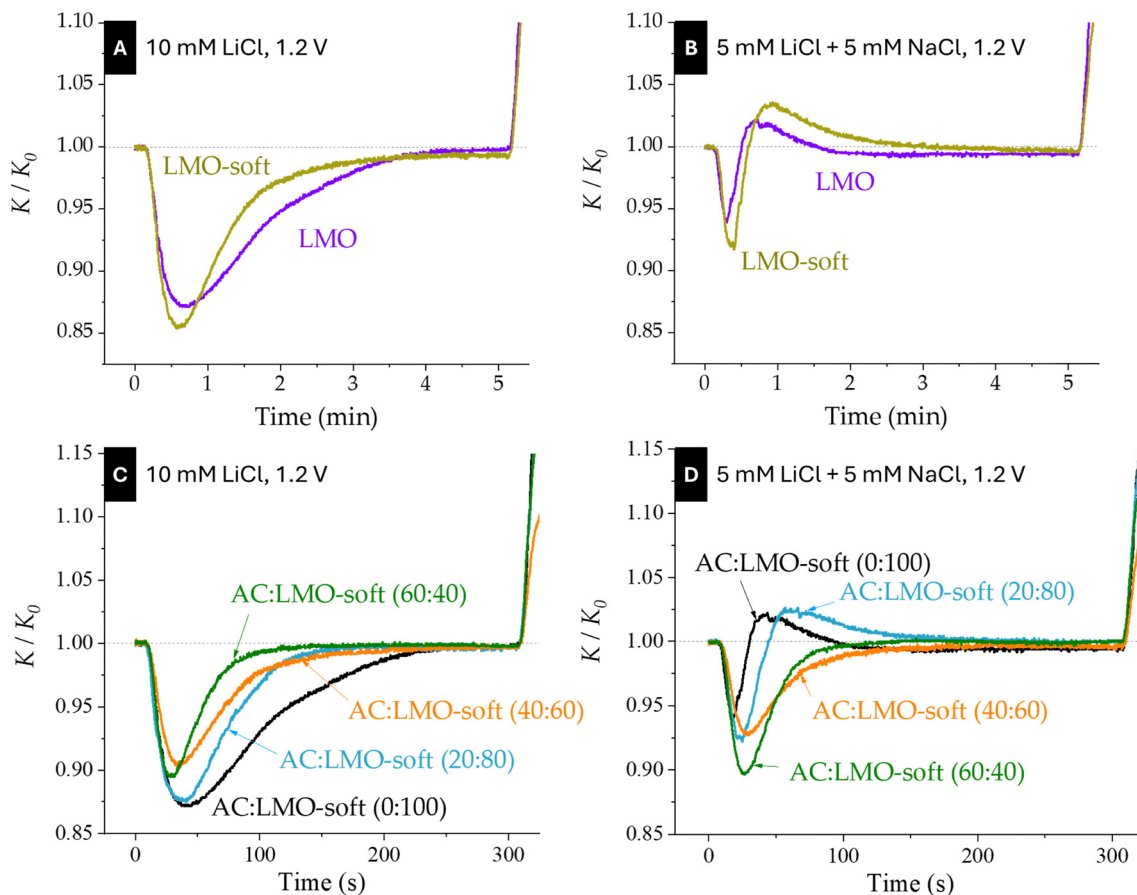 A 10 mM LiCl, 1.2 V
1.10
1.05
1.00
0.95
0.90
0.85
K / K0
LMO-soft
LMO
0 1 2 3 4 5
Time (min)
B 5 mM LiCl + 5 mM NaCl, 1.2 V
1.10
1.05
1.00
0.95
0.90
0.85
K / K0
LMO
LMO-soft
0 1 2 3 4 5
Time (min)
C 10 mM LiCl, 1.2 V
1.15
1.10
1.05
1.00
0.95
0.90
0.85
K / K0
AC:LMO-soft (60:40)
AC:LMO-soft (40:60)
AC:LMO-soft (20:80)
AC:LMO-soft (0:100)
0 100 200 300
Time (s)
D 5 mM LiCl + 5 mM NaCl, 1.2 V
1.15
1.10
1.05
1.00
0.95
0.90
0.85
K / K0
AC:LMO-soft (0:100)
AC:LMO-soft (20:80)
AC:LMO-soft (40:60)
AC:LMO-soft (60:40)
0 100 200 300
Time (s)